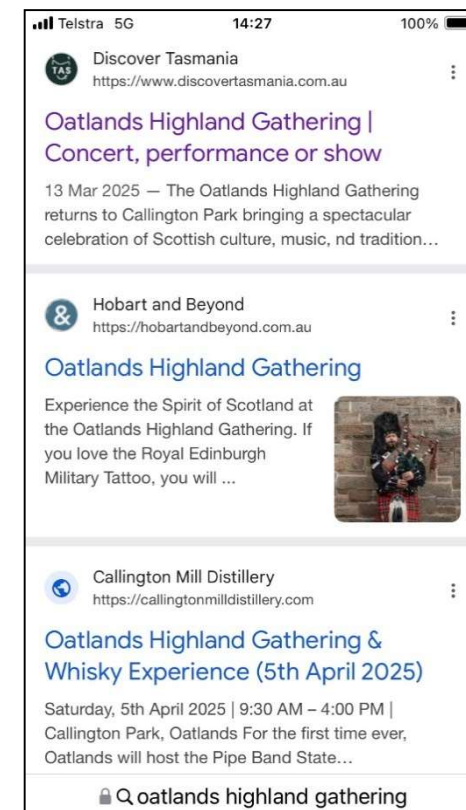 Telstra 5G 14:27 100%
TAS
Discover Tasmania
https://www.discovertasmania.com.au
Oatlands Highland Gathering |
Concert, performance or show
13 Mar 2025 — The Oatlands Highland Gathering
returns to Callington Park bringing a spectacular
celebration of Scottish culture, music, nd tradition...
&
Hobart and Beyond
https://hobartandbeyond.com.au
Oatlands Highland Gathering
Experience the Spirit of Scotland at
the Oatlands Highland Gathering. If
you love the Royal Edinburgh
Military Tattoo, you will ...
Callington Mill Distillery
https://callingtonmilldistillery.com
Oatlands Highland Gathering &
Whisky Experience (5th April 2025)
Saturday, 5th April 2025 | 9:30 AM – 4:00 PM |
Callington Park, Oatlands For the first time ever,
Oatlands will host the Pipe Band State...
oatlands highland gathering